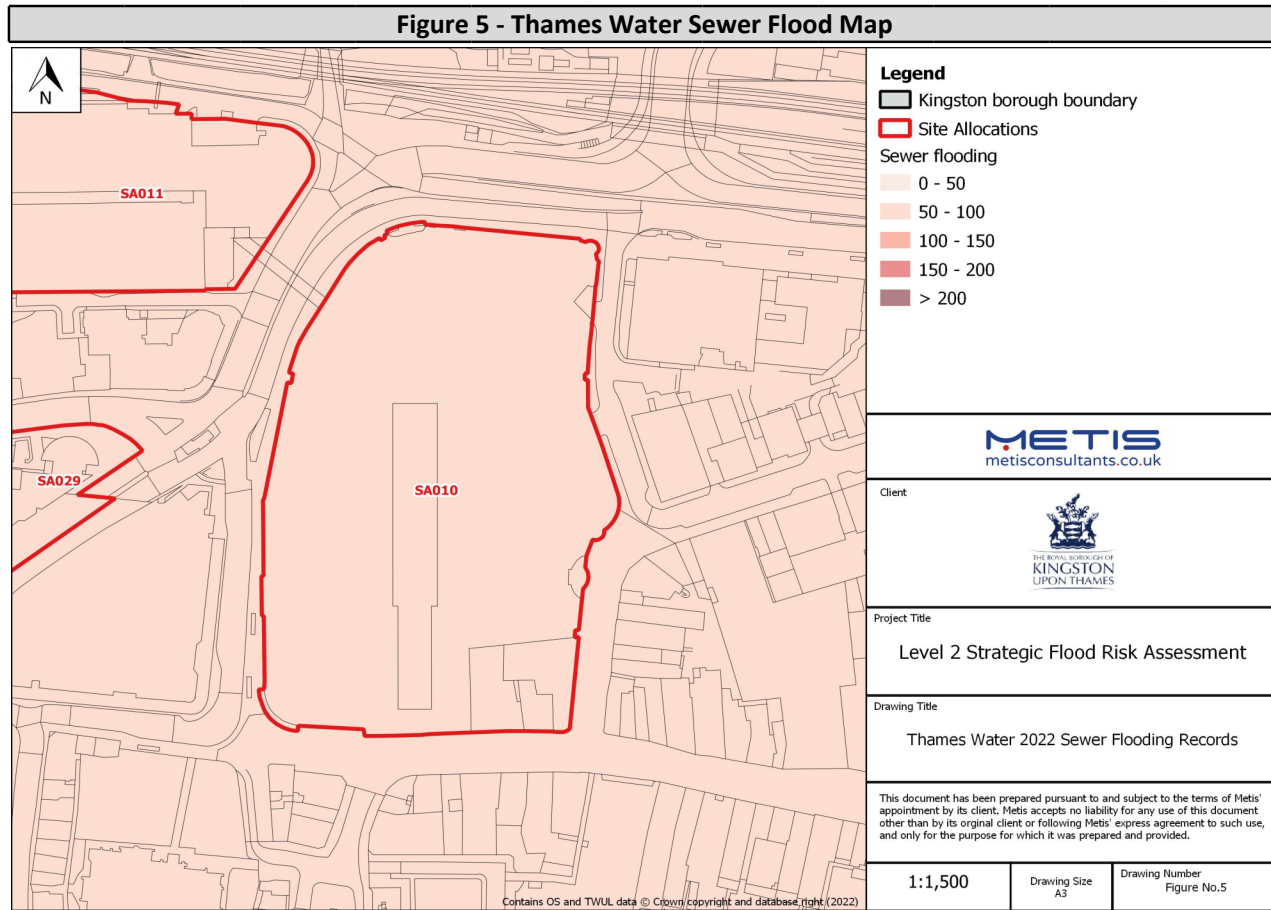 Figure 5 - Thames Water Sewer Flood Map
N
SA011
SA029
SA010
Contains OS and TWUL data © Crown copyright and database right (2022)
Legend
Kingston borough boundary
Site Allocations
Sewer flooding
0 - 50
50 - 100
100 - 150
150 - 200
> 200
METIS
metisconsultants.co.uk
Client
THE ROYAL BOROUGH OF
KINGSTON
UPON THAMES
Project Title
Level 2 Strategic Flood Risk Assessment
Drawing Title
Thames Water 2022 Sewer Flooding Records
This document has been prepared pursuant to and subject to the terms of Metis'
appointment by its client. Metis accepts no liability for any use of this document
other than by its orginal client or following Metis' express agreement to such use,
and only for the purpose for which it was prepared and provided.
1:1,500
Drawing Size
A3
Drawing Number
Figure No.5